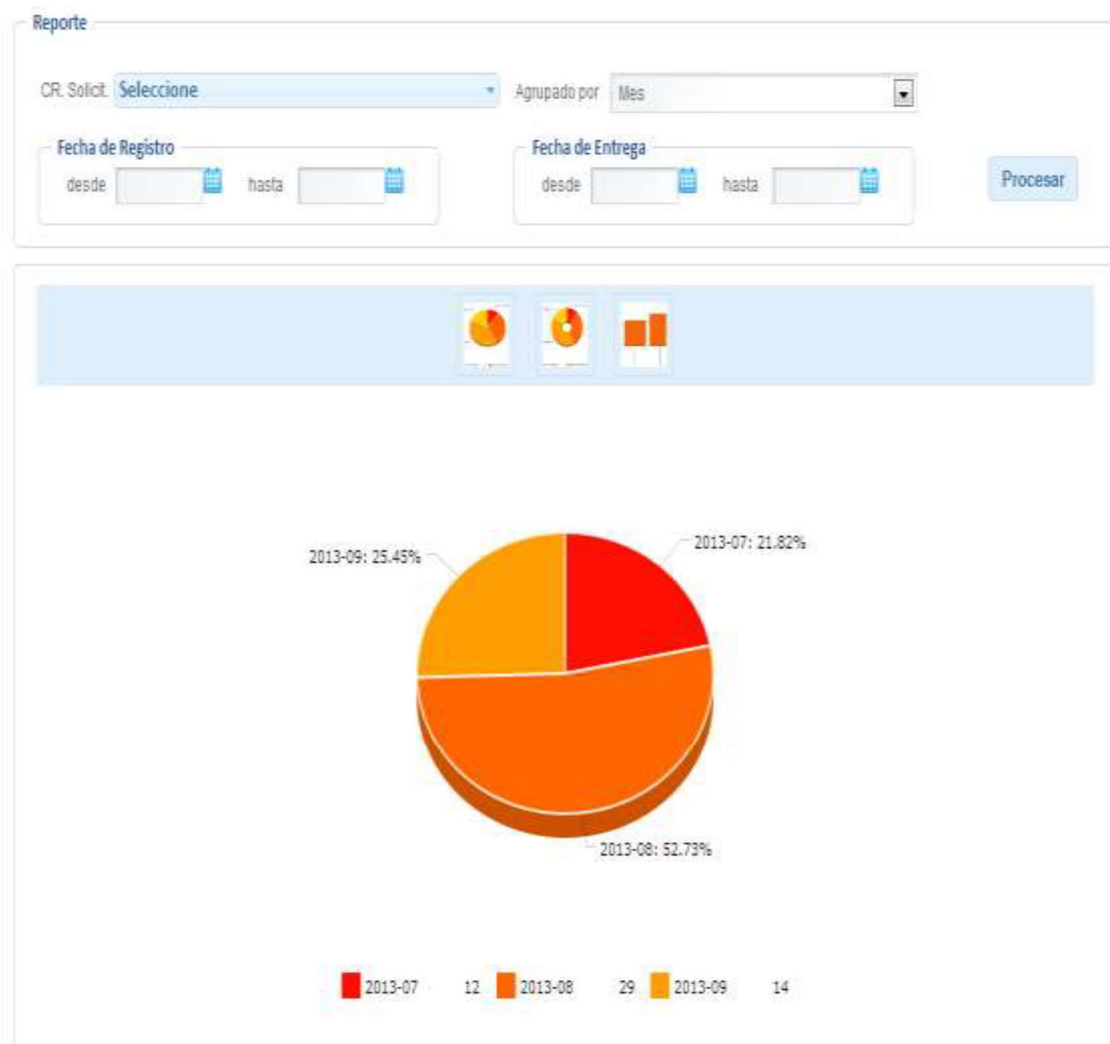 Reporte
CR. Solicit. Seleccione Agrupado por Mes
Fecha de Registro Fecha de Entrega
desde hasta desde hasta Procesar
2013-09: 25.45% 2013-07: 21.82%
2013-08: 52.73%
2013-07 12 2013-08 29 2013-09 14